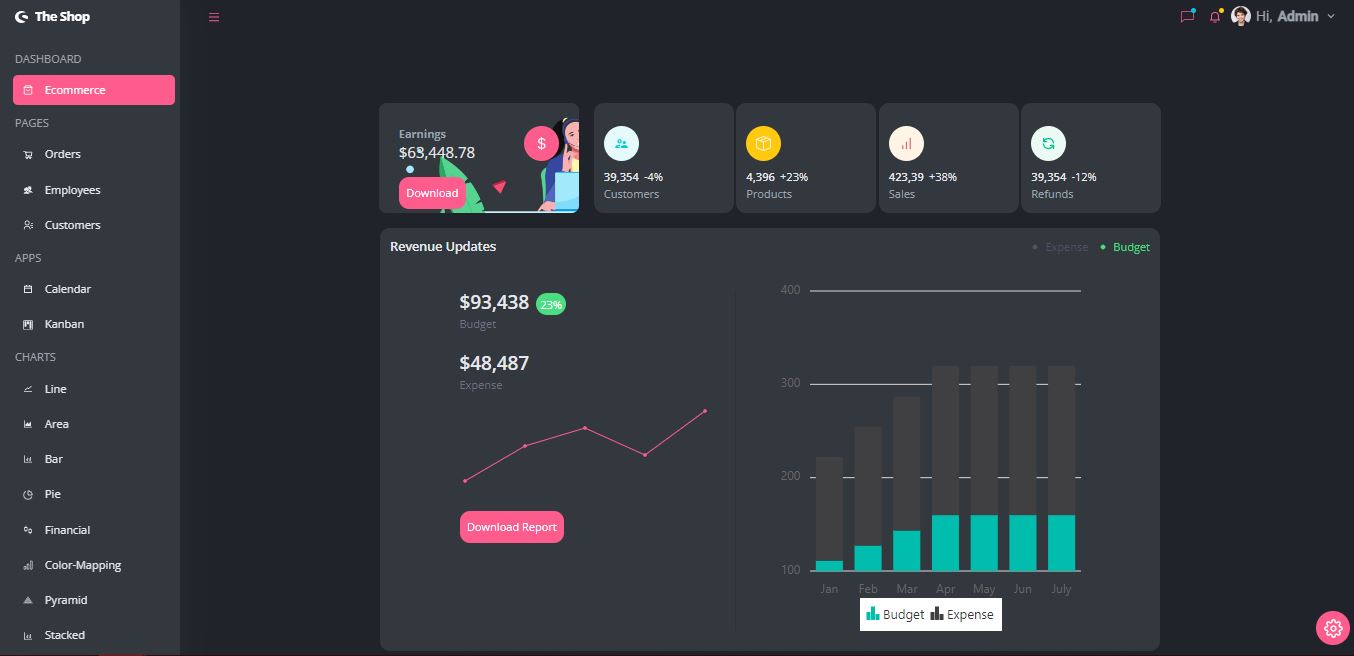 The Shop
Hi, Admin
DASHBOARD
Ecommerce
PAGES
Orders
Employees
Customers
APPS
Calendar
Kanban
CHARTS
Line
Area
Bar
Pie
Financial
Color-Mapping
Pyramid
Stacked
Earnings
$63,448.78
$
Download
39,354 -4%
Customers
4,396 +23%
Products
423,39 +38%
Sales
39,354 -12%
Refunds
Revenue Updates
Expense
Budget
$93,438 23%
Budget
$48,487
Expense
Download Report
400
300
200
100
Jan Feb Mar Apr May Jun July
Budget Expense